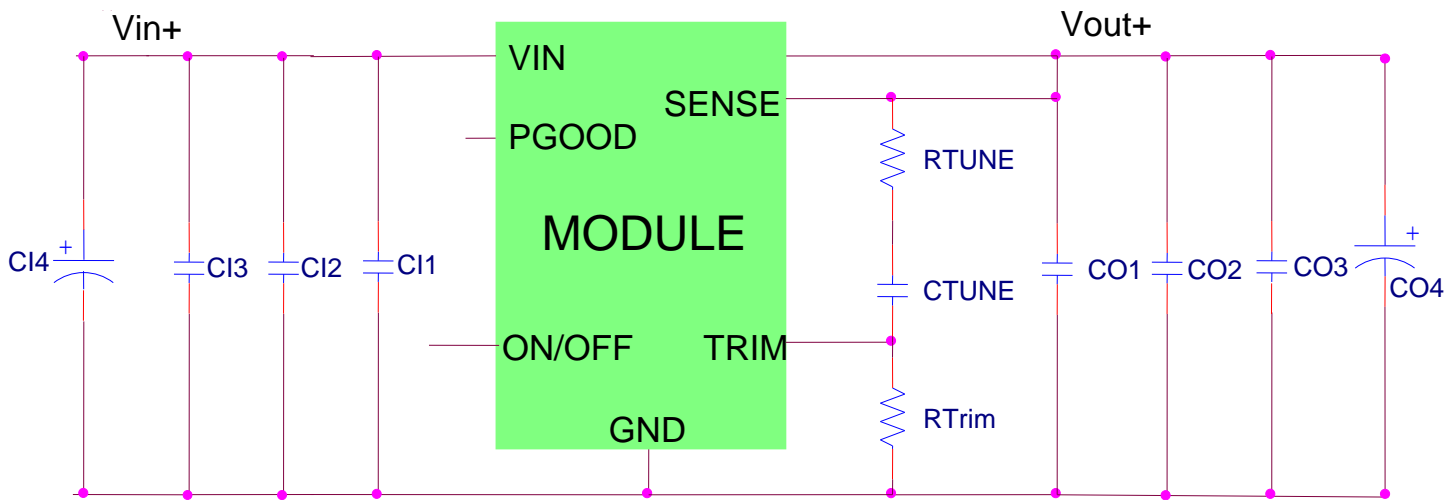 Vin+
Vout+
VIN
SENSE
PGOOD
RTUNE
MODULE
+
+
CI4
CI3
CI2
CI1
CTUNE
CO1
CO2
CO3
CO4
ON/OFF
TRIM
RTrim
GND